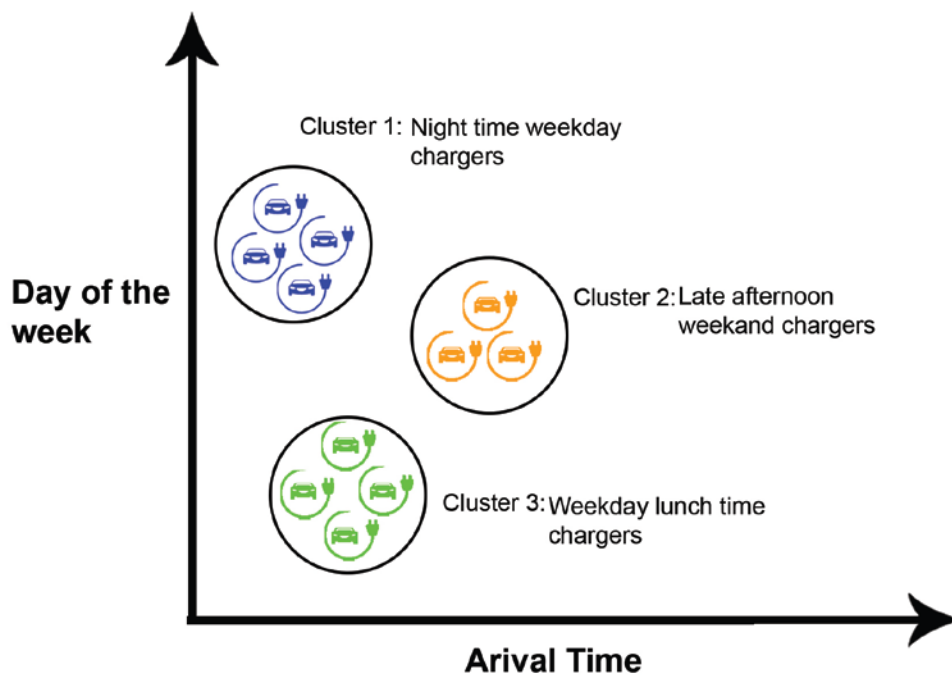 Cluster 1: Night time weekday
chargers
Day of the
week
Cluster 2: Late afternoon
weekand chargers
Cluster 3: Weekday lunch time
chargers
Arival Time